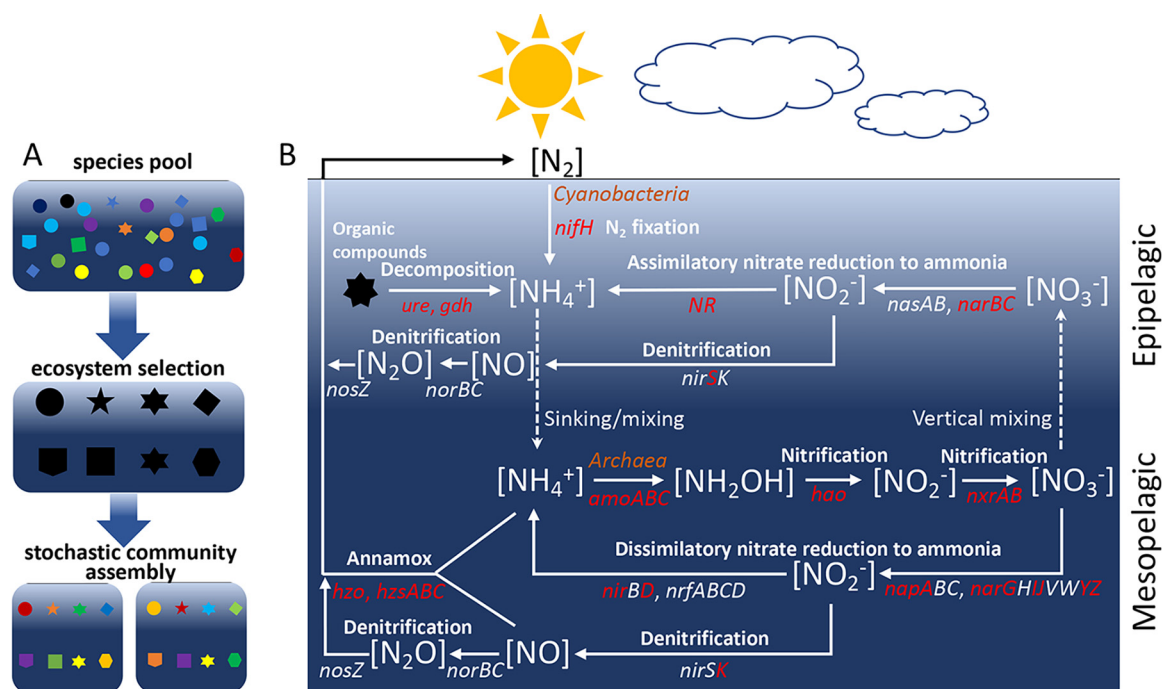 A
species pool
ecosystem selection
stochastic community
assembly
B
[N₂]
Cyanobacteria
nifH N₂ fixation
Organic
compounds
Decomposition
ure, gdh
[NH₄⁺]
Assimilatory nitrate reduction to ammonia
NR
[NO₂⁻]
nasAB, narBC
[NO₃⁻]
Denitrification
nosZ
[N₂O]
norBC
[NO]
Denitrification
nirSK
Epipelagic
Sinking/mixing
Vertical mixing
[NH₄⁺]
Archaea
amoABC
[NH₂OH]
Nitrification
hao
[NO₂⁻]
Nitrification
nxrAB
[NO₃⁻]
Annamox
hzo, hzsABC
Dissimilatory nitrate reduction to ammonia
nirBD, nrfABCD
[NO₂⁻]
napABC, narGHIJVWYZ
Denitrification
nosZ
[N₂O]
norBC
[NO]
Denitrification
nirSK
Mesopelagic